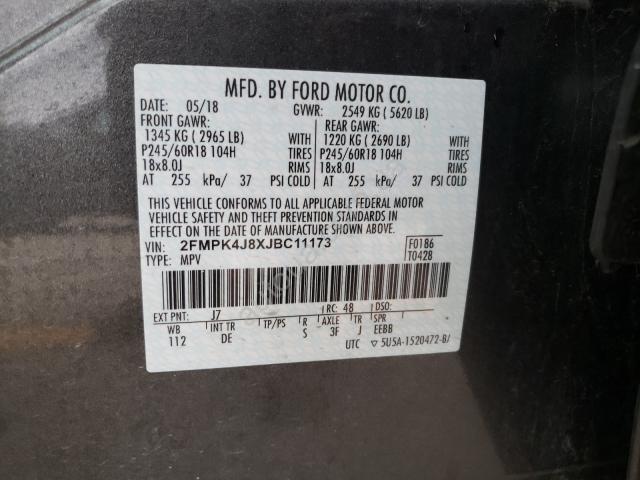 MFD. BY FORD MOTOR CO.
DATE: 05/18 GVWR: 2549 KG ( 5620 LB)
FRONT GAWR: REAR GAWR:
1345 KG ( 2965 LB) WITH 1220 KG ( 2690 LB) WITH
P245/60R18 104H TIRES P245/60R18 104H TIRES
18x8.0J RIMS 18x8.0J RIMS
AT 255 kPa/ 37 PSI COLD AT 255 kPa/ 37 PSI COLD
THIS VEHICLE CONFORMS TO ALL APPLICABLE FEDERAL MOTOR
VEHICLE SAFETY AND THEFT PREVENTION STANDARDS IN
EFFECT ON THE DATE OF MANUFACTURE SHOWN ABOVE.
VIN: 2FMPK4J8XJBC11173 F0186
TYPE: MPV T0428
EXT PNT: J7 RC: 48 DSO:
WB INT TR TP/PS R AXLE TR SPR
112 DE S 3F J EEBB
UTC ▽ 5U5A-1520472-BJ